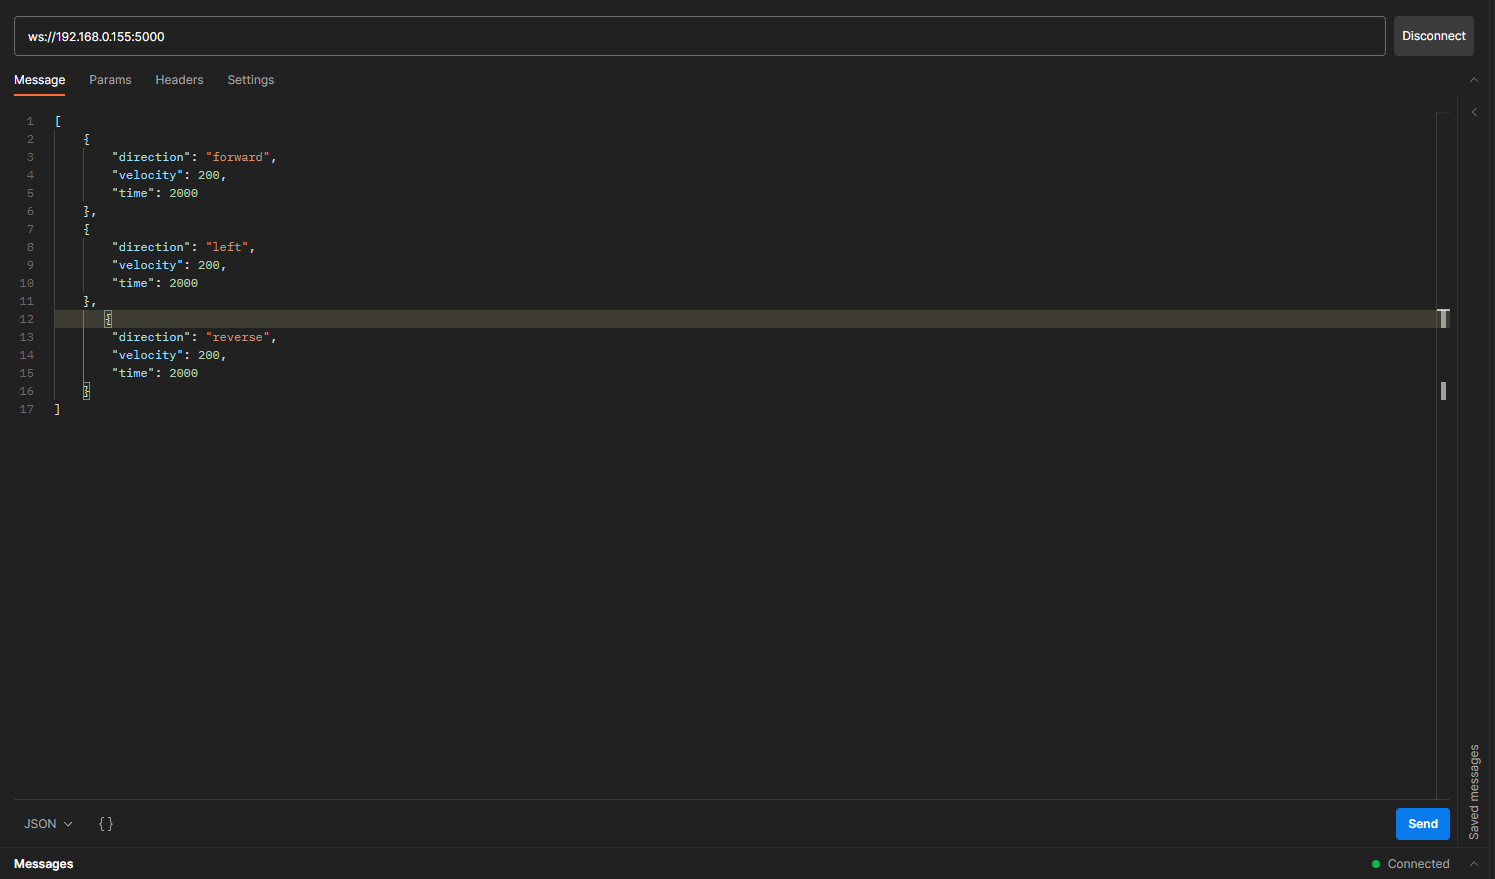 ws://192.168.0.155:5000
Disconnect
Message Params Headers Settings
1 [
2 {
3 "direction": "forward",
4 "velocity": 200,
5 "time": 2000
6 },
7 {
8 "direction": "left",
9 "velocity": 200,
10 "time": 2000
11 },
12 {
13 "direction": "reverse",
14 "velocity": 200,
15 "time": 2000
16 }
17 ]
Saved messages
JSON {}
Send
Messages
Connected